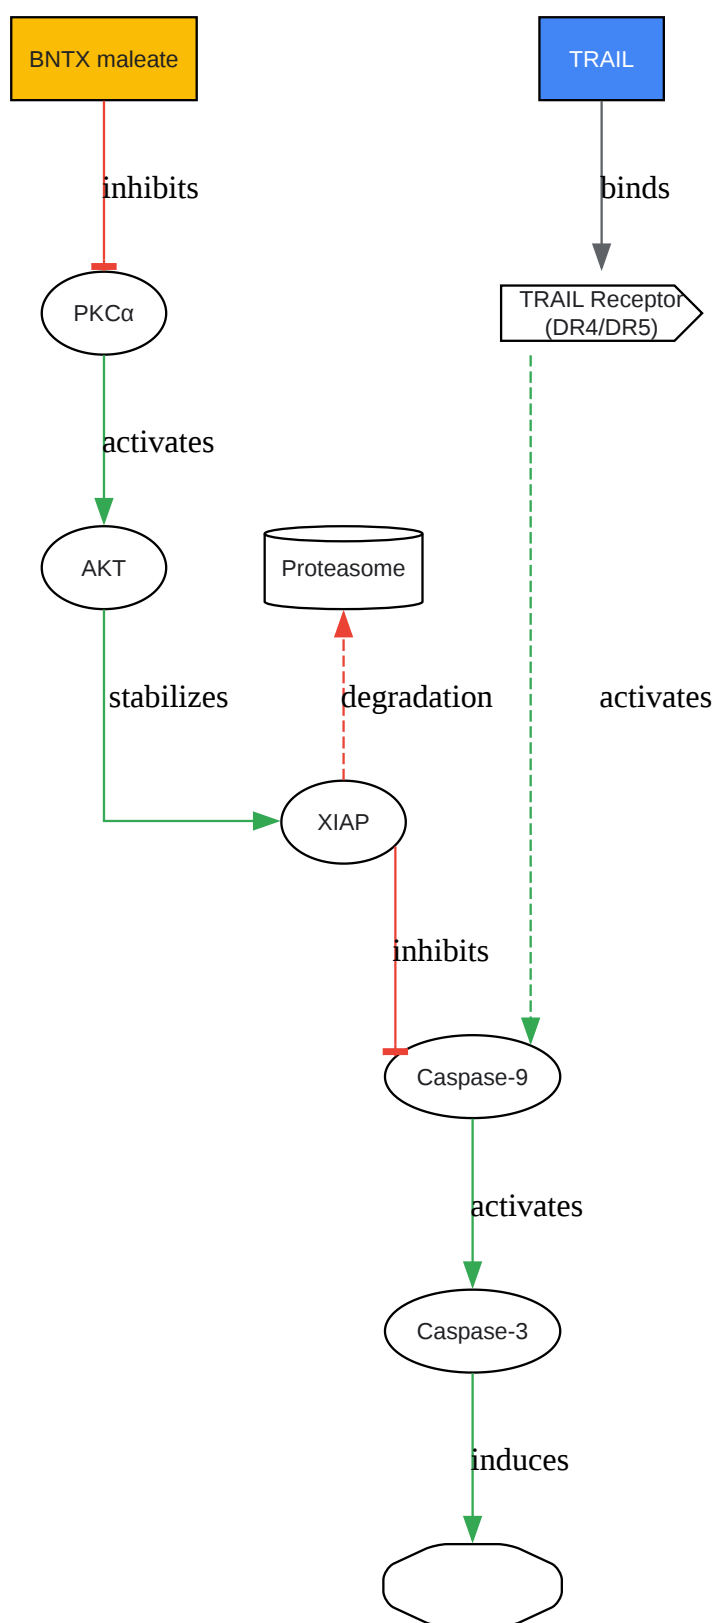 BNTX maleate
TRAIL
inhibits
binds
PKCα
TRAIL Receptor
(DR4/DR5)
activates
AKT
Proteasome
stabilizes
degradation
activates
XIAP
inhibits
Caspase-9
activates
Caspase-3
induces